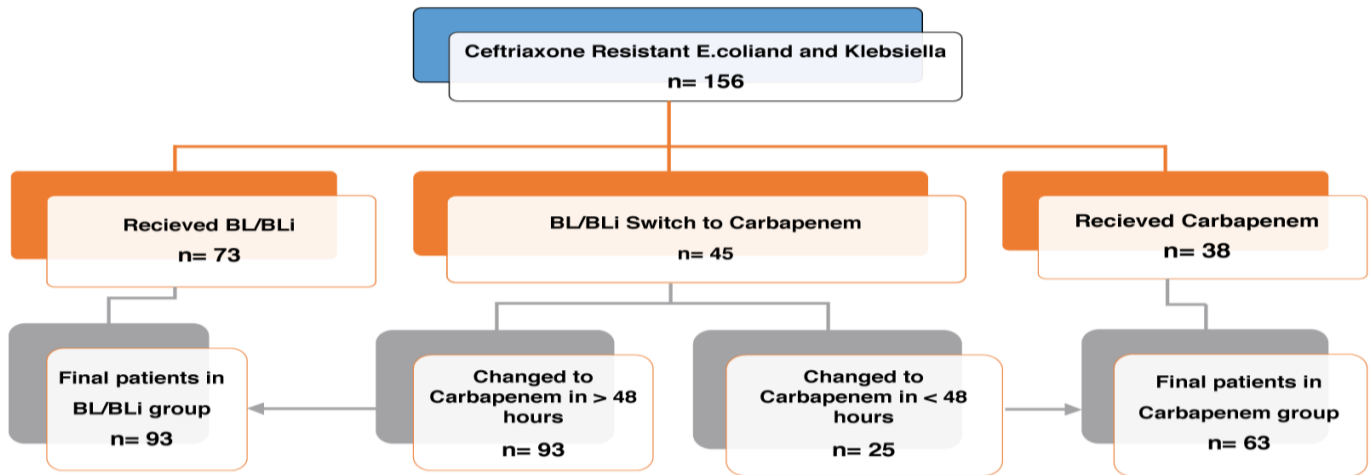 Ceftriaxone Resistant E.coliand and Klebsiella
n= 156
Recieved BL/BLi
n= 73
BL/BLi Switch to Carbapenem
n= 45
Recieved Carbapenem
n= 38
Final patients in
BL/BLi group
n= 93
Changed to
Carbapenem in > 48
hours
n= 93
Changed to
Carbapenem in < 48
hours
n= 25
Final patients in
Carbapenem group
n= 63